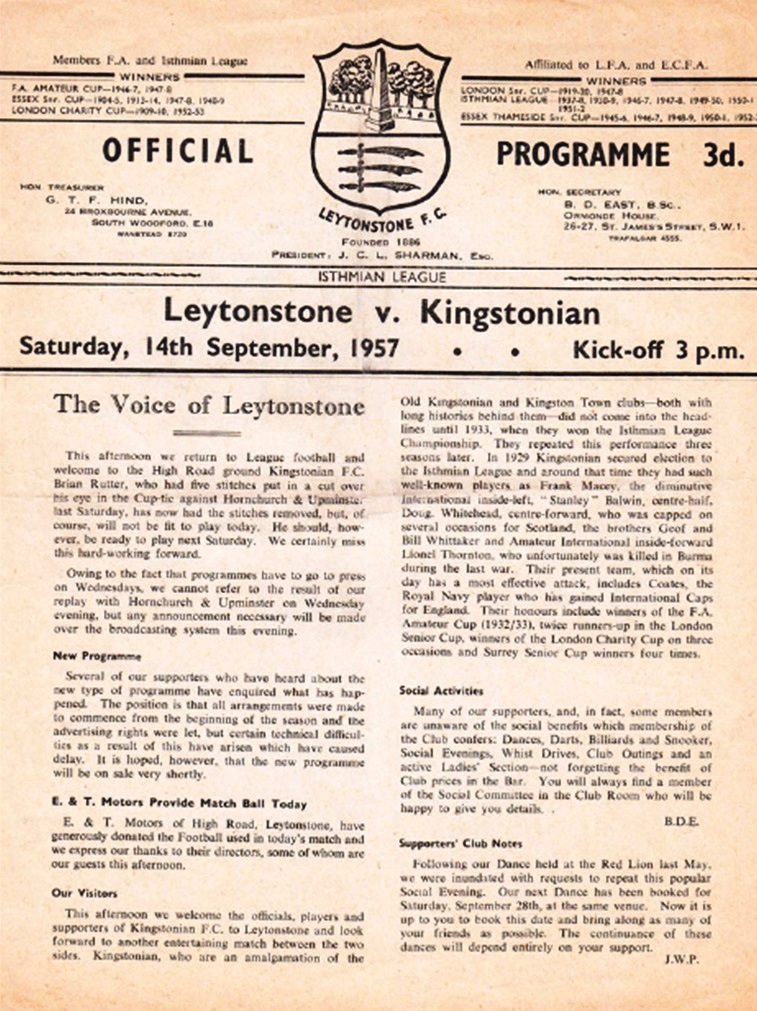 Members F.A. and Isthmian League
WINNERS
F.A. AMATEUR CUP—1946-7, 1947-8
ESSEX Snr. CUP—1904-5, 1913-14, 1947-8, 1948-9
LONDON CHARITY CUP—1909-10, 1952-53
Affiliated to L.F.A. and E.C.F.A.
WINNERS
LONDON Snr. CUP—1919-20, 1947-8
ISTHMIAN LEAGUE—1937-8, 1938-9, 1946-7, 1947-8, 1949-50, 1950-1
1951-2
ESSEX THAMESIDE Snr. CUP—1945-6, 1946-7, 1948-9, 1950-1, 1952-
OFFICIAL
PROGRAMME 3d.
HON. TREASURER
G. T. F. HIND,
24 BROXBOURNE AVENUE,
SOUTH WOODFORD, E.18
WANSTEAD 8720
LEYTONSTONE F.C.
FOUNDED 1886
PRESIDENT: J. C. L. SHARMAN, ESQ.
HON. SECRETARY
B. D. EAST, B.Sc.,
ORMONDE HOUSE,
26-27, ST. JAMES'S STREET, S.W.1.
TRAFALGAR 4555.
ISTHMIAN LEAGUE
Leytonstone v. Kingstonian
Saturday, 14th September, 1957 • • Kick-off 3 p.m.
The Voice of Leytonstone
This afternoon we return to League football and
welcome to the High Road ground Kingstonian F.C.
Brian Rutter, who had five stitches put in a cut over
his eye in the Cup-tie against Hornchurch & Upminster
last Saturday, has now had the stitches removed, but, of
course, will not be fit to play today. He should, how-
ever, be ready to play next Saturday. We certainly miss
this hard-working forward.
Owing to the fact that programmes have to go to press
on Wednesdays, we cannot refer to the result of our
replay with Hornchurch & Upminster on Wednesday
evening, but any announcement necessary will be made
over the broadcasting system this evening.
New Programme
Several of our supporters who have heard about the
new type of programme have enquired what has hap-
pened. The position is that all arrangements were made
to commence from the beginning of the season and the
advertising rights were let, but certain technical difficul-
ties as a result of this have arisen which have caused
delay. It is hoped, however, that the new programme
will be on sale very shortly.
E. & T. Motors Provide Match Ball Today
E. & T. Motors of High Road, Leytonstone, have
generously donated the Football used in today's match and
we express our thanks to their directors, some of whom are
our guests this afternoon.
Our Visitors
This afternoon we welcome the officials, players and
supporters of Kingstonian F.C. to Leytonstone and look
forward to another entertaining match between the two
sides. Kingstonian, who are an amalgamation of the
Old Kingstonian and Kingston Town clubs—both with
long histories behind them—did not come into the head-
lines until 1933, when they won the Isthmian League
Championship. They repeated this performance three
seasons later. In 1929 Kingstonian secured election to
the Isthmian League and around that time they had such
well-known players as Frank Macey, the diminutive
International inside-left, "Stanley" Balwin, centre-half,
Doug. Whitehead, centre-forward, who was capped on
several occasions for Scotland, the brothers Geof and
Bill Whittaker and Amateur International inside-forward
Lionel Thornton, who unfortunately was killed in Burma
during the last war. Their present team, which on its
day has a most effective attack, includes Coates, the
Royal Navy player who has gained International Caps
for England. Their honours include winners of the F.A.
Amateur Cup (1932/33), twice runners-up in the London
Senior Cup, winners of the London Charity Cup on three
occasions and Surrey Senior Cup winners four times.
Social Activities
Many of our supporters, and, in fact, some members
are unaware of the social benefits which membership of
the Club confers: Dances, Darts, Billiards and Snooker,
Social Evenings, Whist Drives, Club Outings and an
active Ladies' Section—not forgetting the benefit of
Club prices in the Bar. You will always find a member
of the Social Committee in the Club Room who will be
happy to give you details.
B.D.E.
Supporters' Club Notes
Following our Dance held at the Red Lion last May,
we were inundated with requests to repeat this popular
Social Evening. Our next Dance has been booked for
Saturday, September 28th, at the same venue. Now it is
up to you to book this date and bring along as many of
your friends as possible. The continuance of these
dances will depend entirely on your support.
J.W.P.